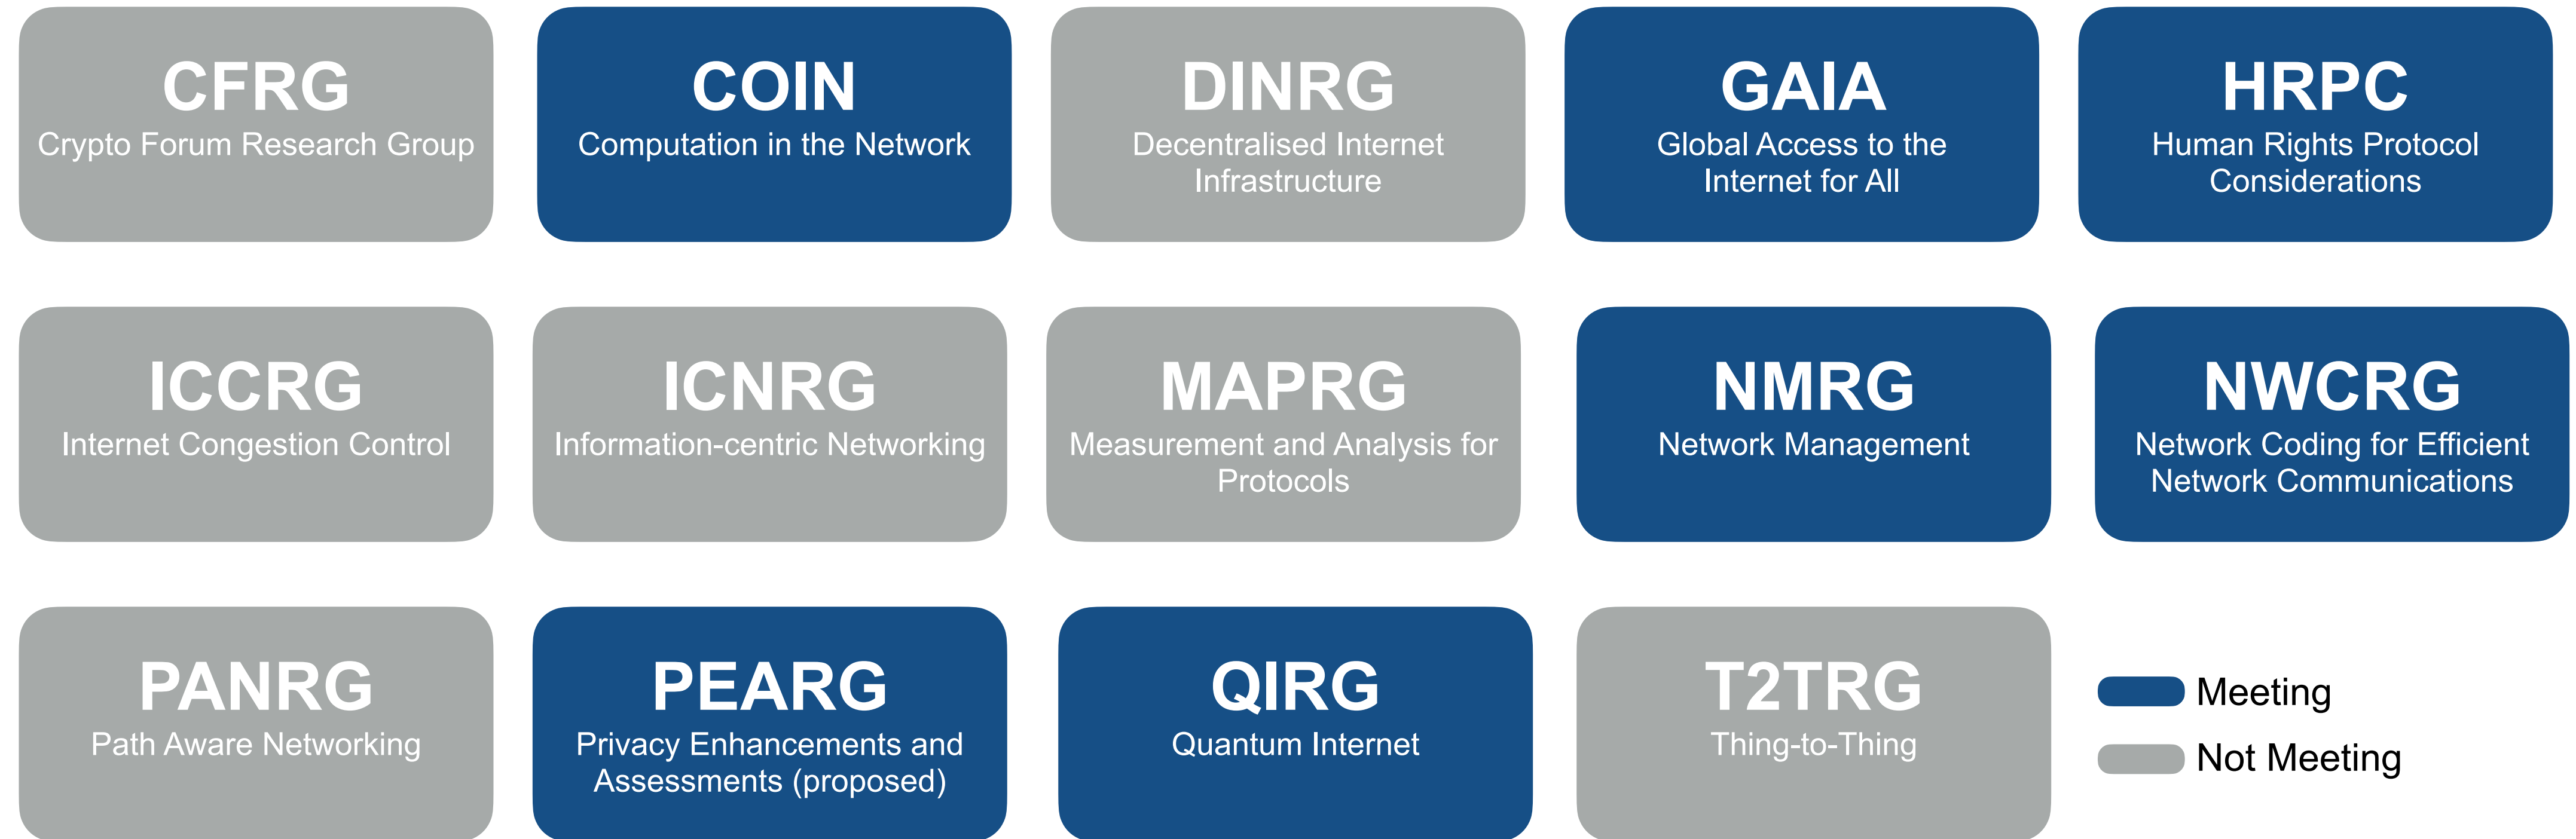 CFRG
Crypto Forum Research Group
COIN
Computation in the Network
DINRG
Decentralised Internet
Infrastructure
GAIA
Global Access to the
Internet for All
HRPC
Human Rights Protocol
Considerations
ICCRG
Internet Congestion Control
ICNRG
Information-centric Networking
MAPRG
Measurement and Analysis for
Protocols
NMRG
Network Management
NWCRG
Network Coding for Efficient
Network Communications
PANRG
Path Aware Networking
PEARG
Privacy Enhancements and
Assessments (proposed)
QIRG
Quantum Internet
T2TRG
Thing-to-Thing
Meeting
Not Meeting